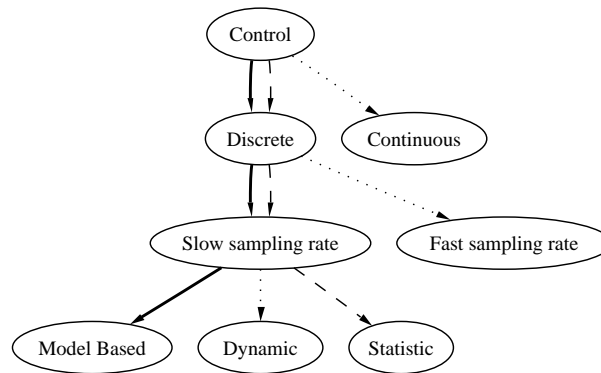 Control
Discrete
Continuous
Slow sampling rate
Fast sampling rate
Model Based
Dynamic
Statistic